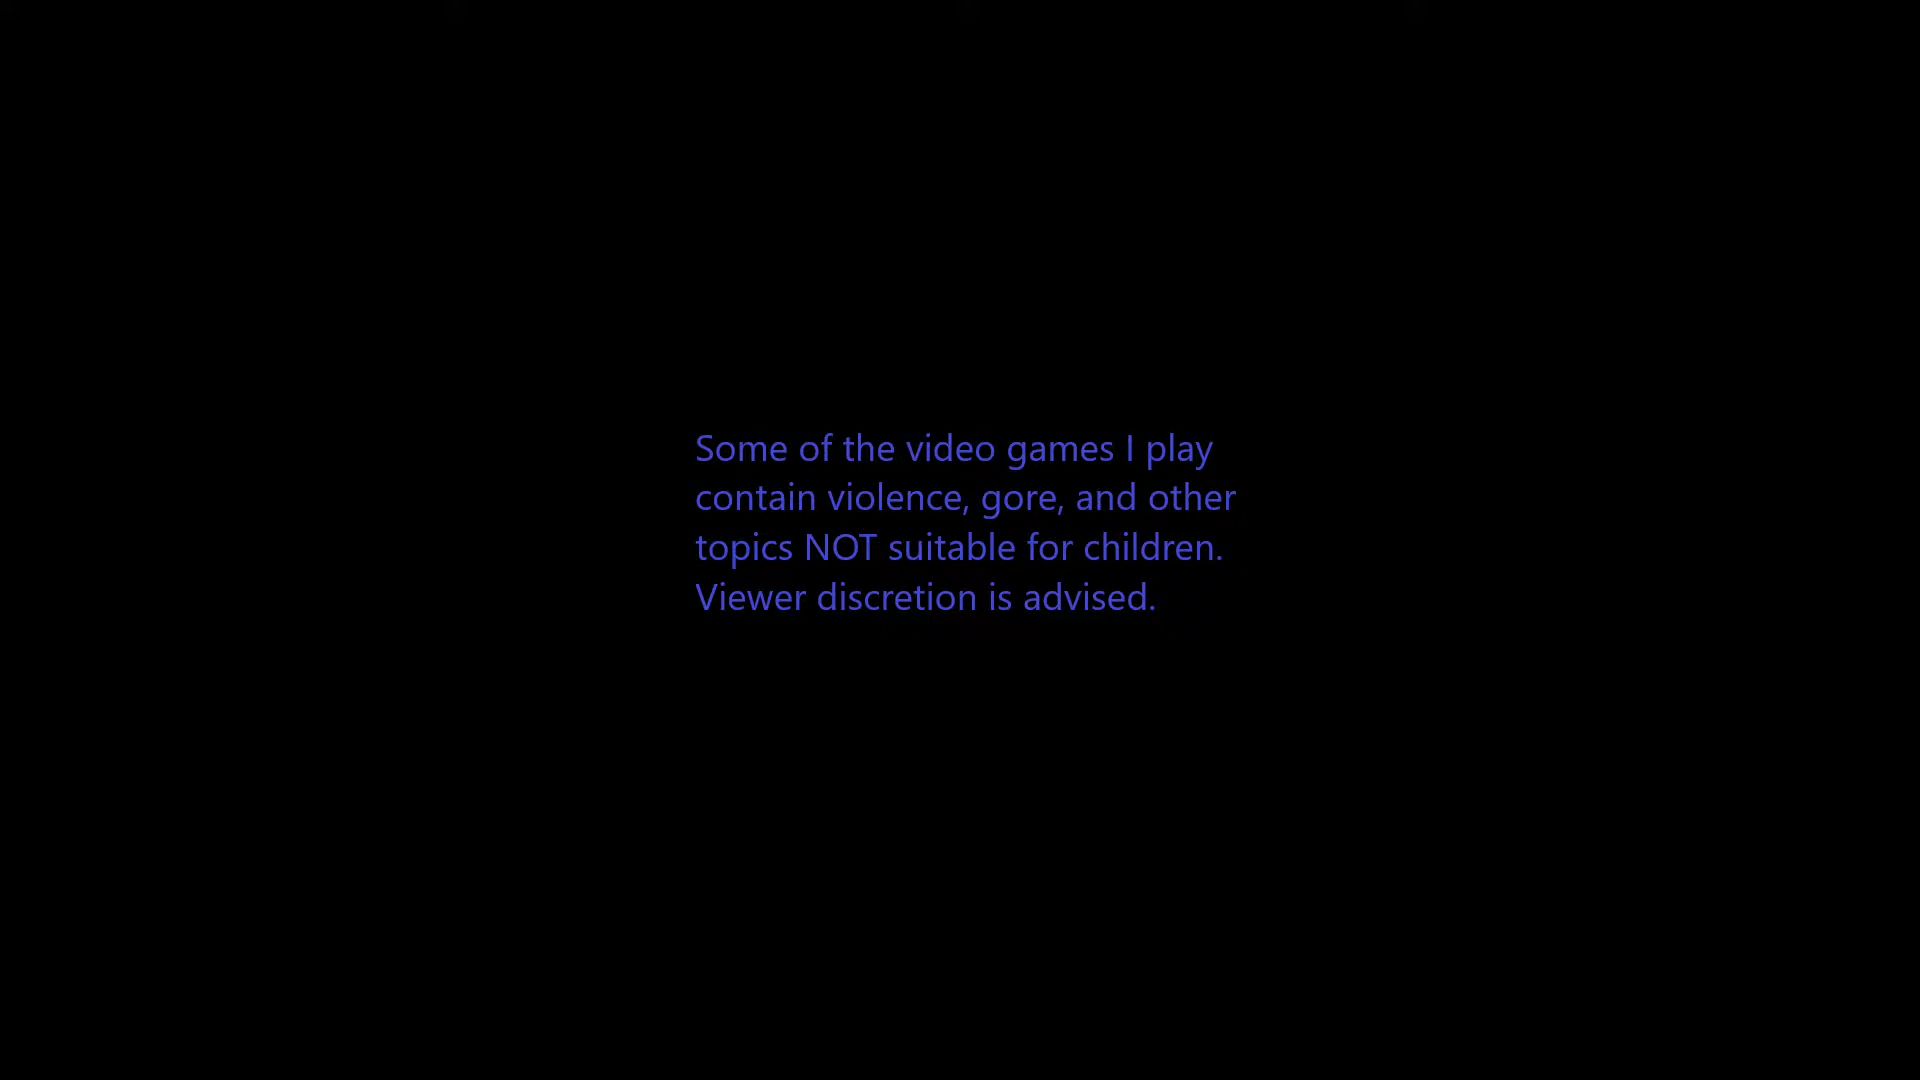 Some of the video games I play
contain violence, gore, and other
topics NOT suitable for children.
Viewer discretion is advised.